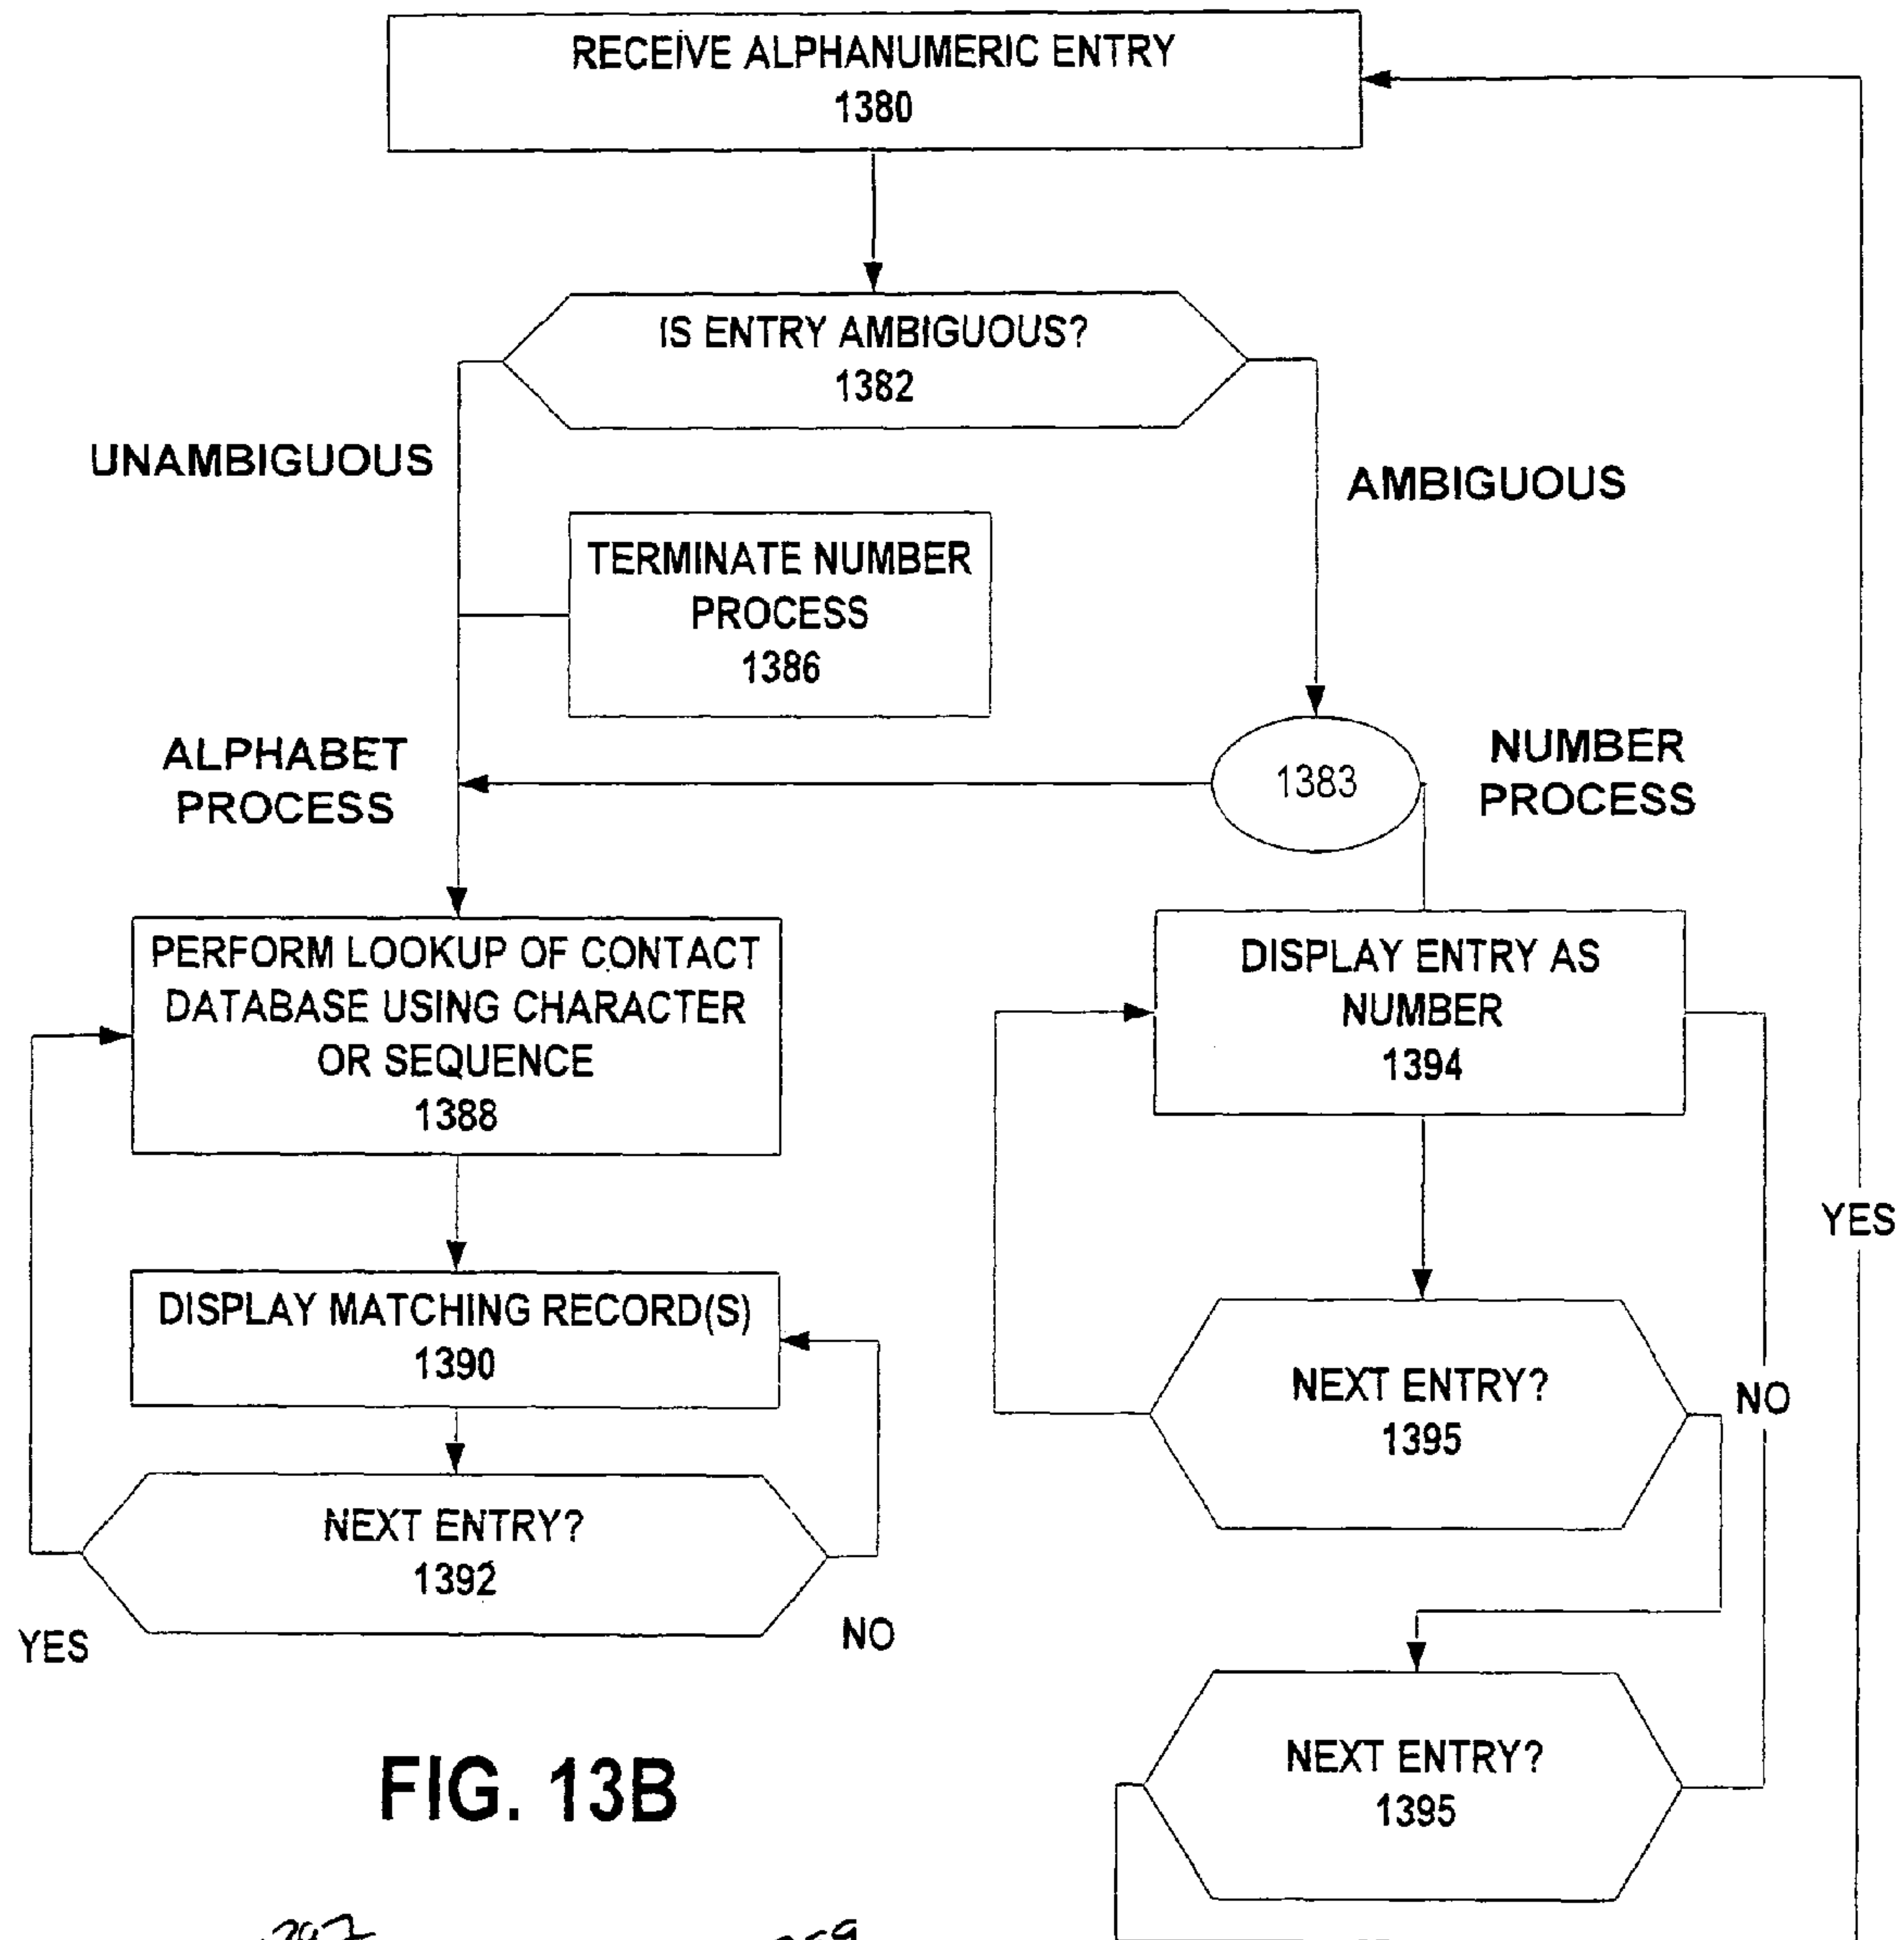 RECEIVE ALPHANUMERIC ENTRY
1380
IS ENTRY AMBIGUOUS?
1382
UNAMBIGUOUS
AMBIGUOUS
TERMINATE NUMBER
PROCESS
1386
ALPHABET
PROCESS
1383
NUMBER
PROCESS
PERFORM LOOKUP OF CONTACT
DATABASE USING CHARACTER
OR SEQUENCE
1388
DISPLAY ENTRY AS
NUMBER
1394
YES
DISPLAY MATCHING RECORD(S)
1390
NEXT ENTRY?
1395
NO
NEXT ENTRY?
1392
YES
NO
NEXT ENTRY?
1395
FIG. 13B